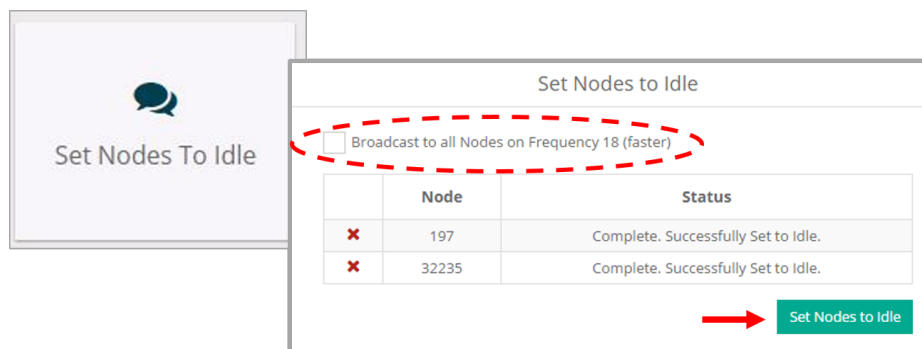 Set Nodes To Idle
Set Nodes to Idle
Broadcast to all Nodes on Frequency 18 (faster)
Node Status
197 Complete. Successfully Set to Idle.
32235 Complete. Successfully Set to Idle.
Set Nodes to Idle